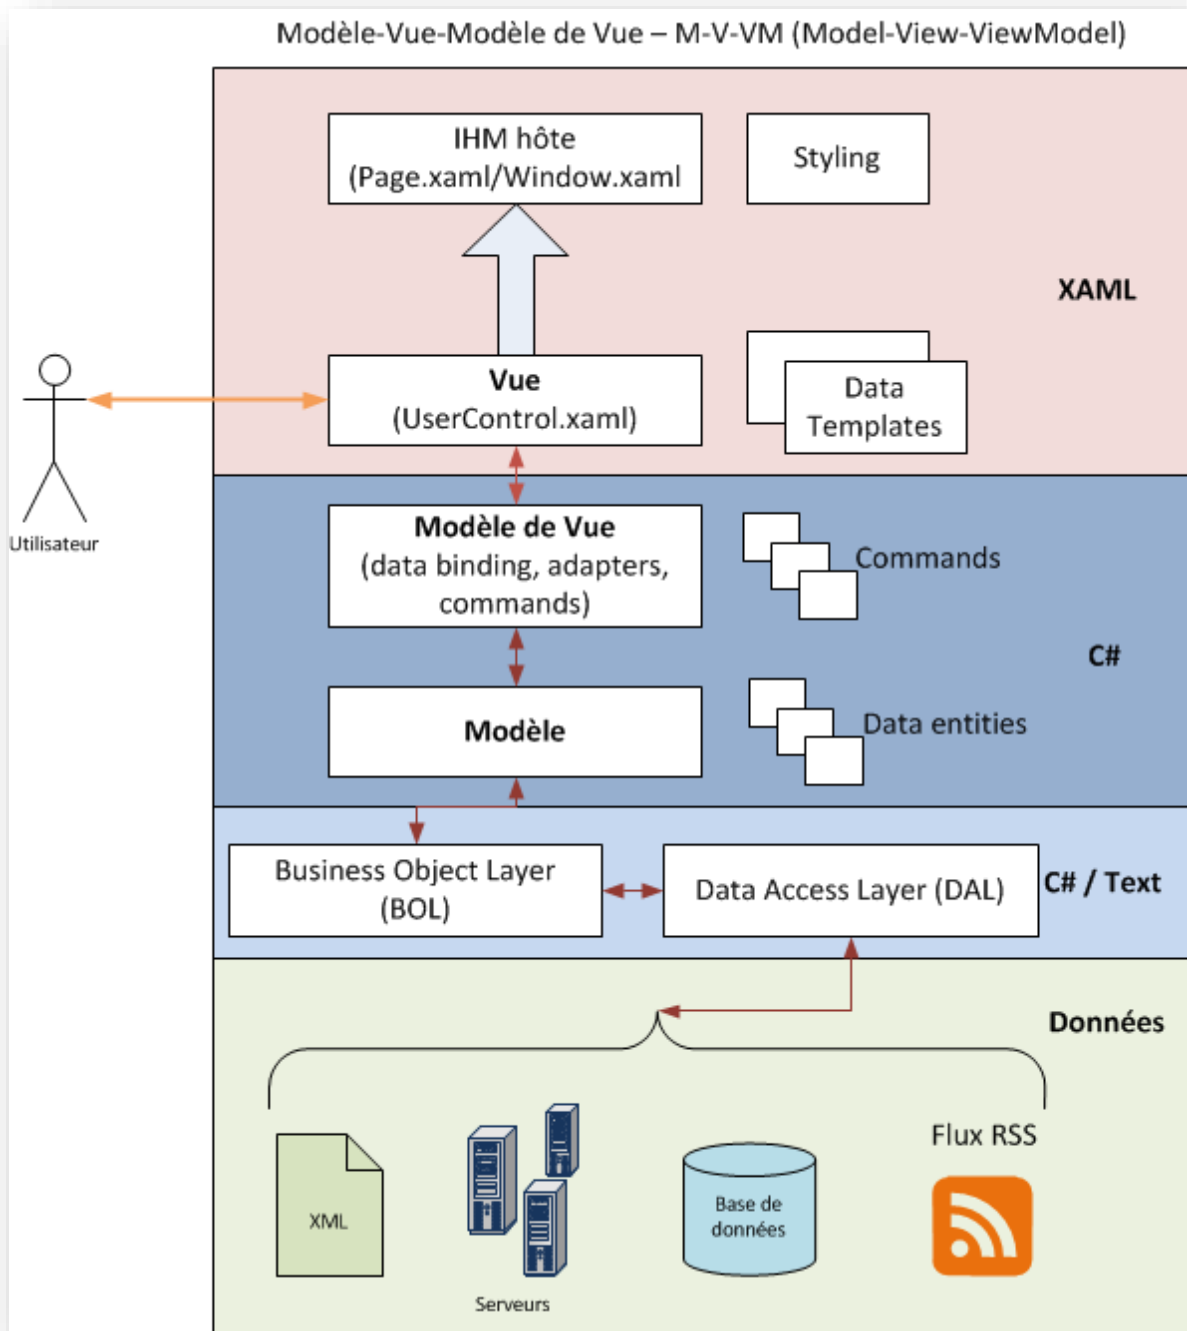 Modèle-Vue-Modèle de Vue – M-V-VM (Model-View-ViewModel)
IHM hôte
(Page.xaml/Window.xaml
Styling
XAML
Vue
(UserControl.xaml)
Data
Templates
Utilisateur
Modèle de Vue
(data binding, adapters,
commands)
Commands
C#
Modèle
Data entities
Business Object Layer
(BOL)
Data Access Layer (DAL)
C# / Text
Données
Flux RSS
XML
Base de
données
Serveurs